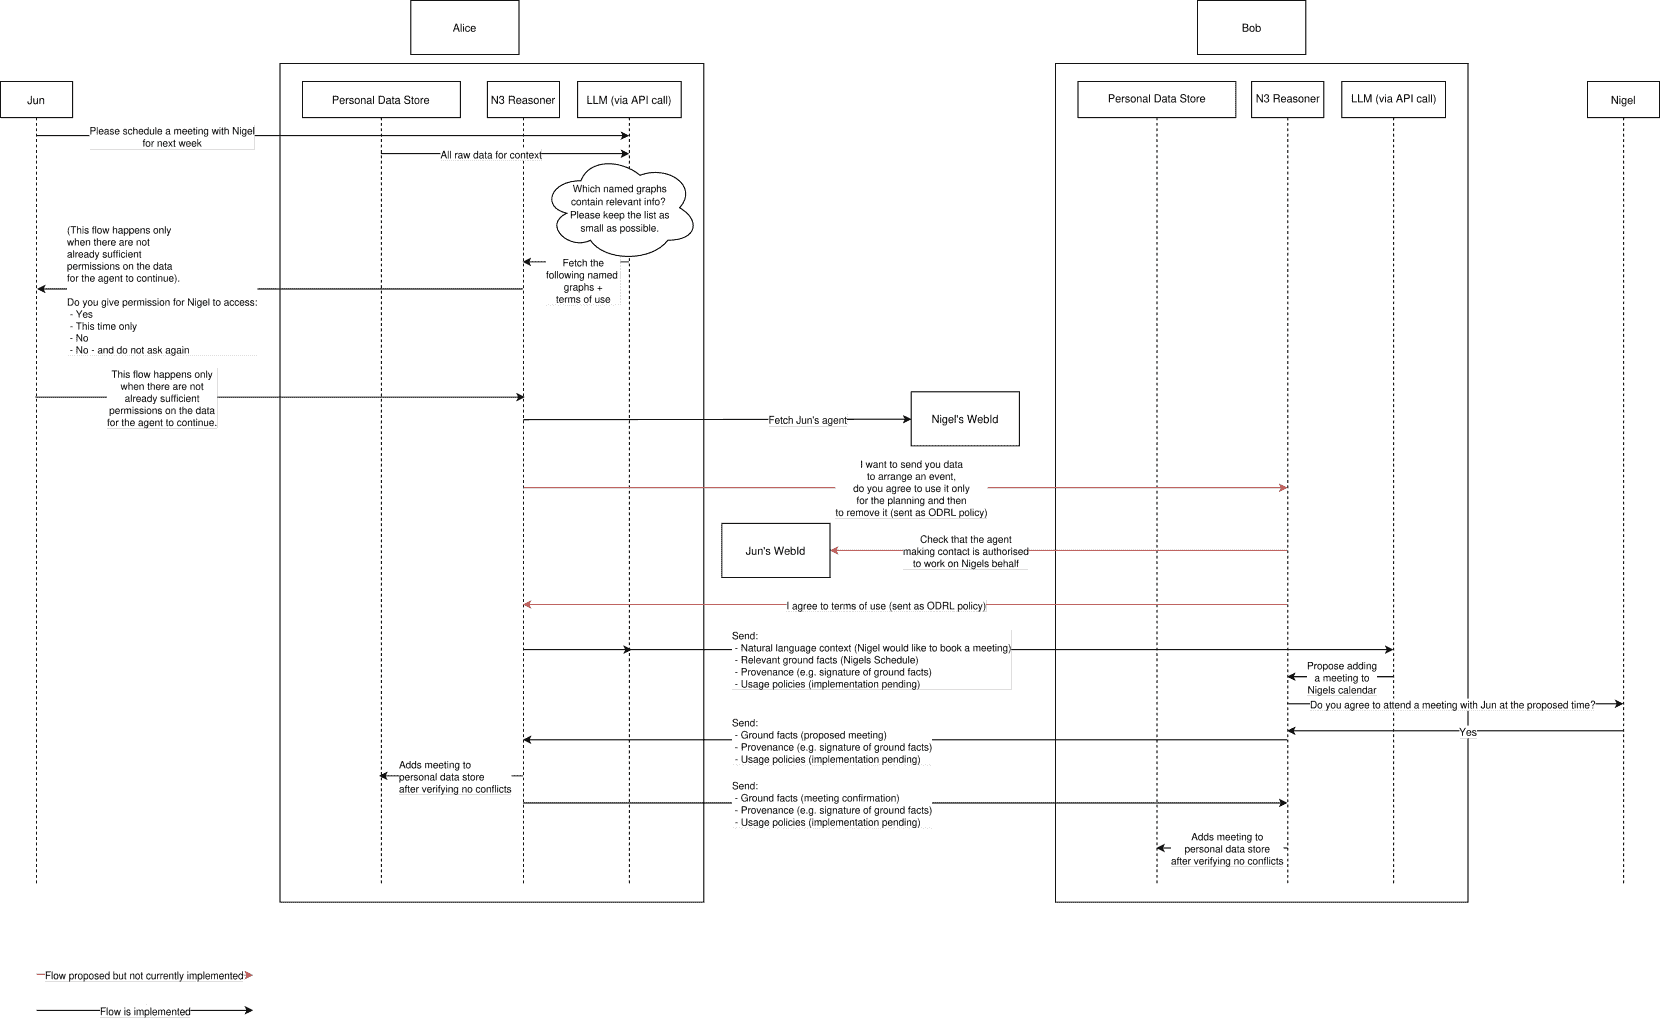 Alice
Bob
Jun
Personal Data Store
N3 Reasoner
LLM (via API call)
Personal Data Store
N3 Reasoner
LLM (via API call)
Nigel
Please schedule a meeting with Nigel
for next week
All raw data for context
Which named graphs
contain relevant info?
Please keep the list as
small as possible.
(This flow happens only
when there are not
already sufficient
permissions on the data
for the agent to continue).
Do you give permission for Nigel to access:
- Yes
- This time only
- No
- No - and do not ask again
Fetch the
following named
graphs +
terms of use
This flow happens only
when there are not
already sufficient
permissions on the data
for the agent to continue.
Fetch Jun's agent
Nigel's WebId
I want to send you data
to arrange an event,
do you agree to use it only
for the planning and then
to remove it (sent as ODRL policy)
Jun's WebId
Check that the agent
making contact is authorised
to work on Nigels behalf
I agree to terms of use (sent as ODRL policy)
Send:
- Natural language context (Nigel would like to book a meeting)
- Relevant ground facts (Nigels Schedule)
- Provenance (e.g. signature of ground facts)
- Usage policies (implementation pending)
Propose adding
a meeting to
Nigels calendar
Do you agree to attend a meeting with Jun at the proposed time?
Yes
Send:
- Ground facts (proposed meeting)
- Provenance (e.g. signature of ground facts)
- Usage policies (implementation pending)
Adds meeting to
personal data store
after verifying no conflicts
Send:
- Ground facts (meeting confirmation)
- Provenance (e.g. signature of ground facts)
- Usage policies (implementation pending)
Adds meeting to
personal data store
after verifying no conflicts
Flow proposed but not currently implemented
Flow is implemented